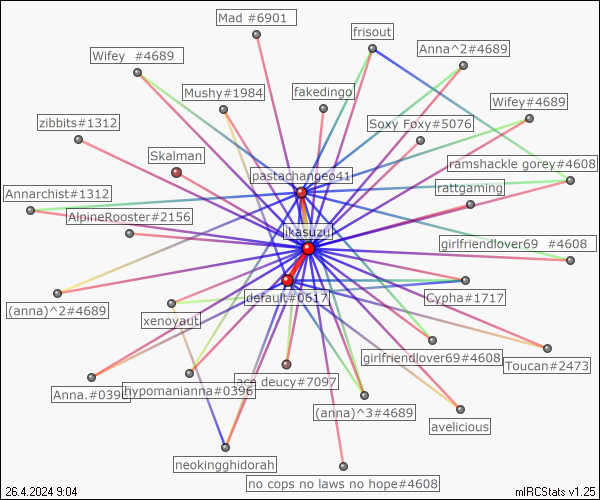 Mad #6901
frisout
Anna^2#4689
Wifey  #4689
Mushy#1984
fakedingo
Wifey#4689
zibbits#1312
Soxy Foxy#5076
Skalman
ramshackle gorey#4608
pastachangeo41
rattgaming
Annarchist#1312
AlpineRooster#2156
ikasuzu
girlfriendlover69  #4608
default#0617
Cypha#1717
(anna)^2#4689
xenoyaut
girlfriendlover69#4608
Toucan#2473
Anna.#0396
hypomanianna#0396
ace deucy#7097
(anna)^3#4689
avelicious
neokingghidorah
no cops no laws no hope#4608
26.4.2024 9:04
mIRCStats v1.25